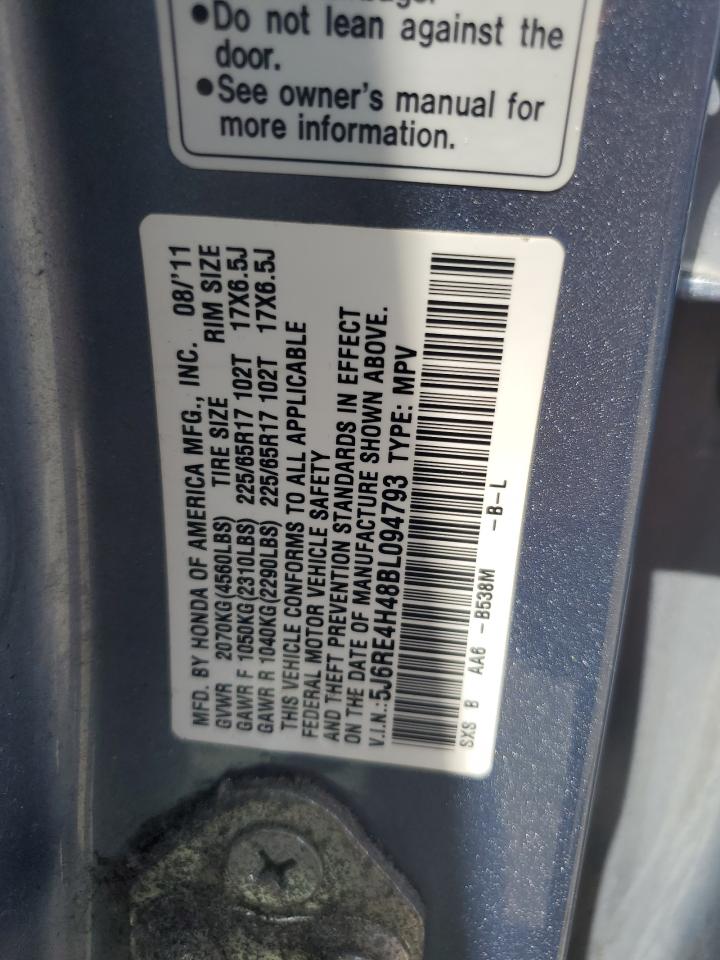 ●Do not lean against the
door.
●See owner's manual for
more information.
MFD. BY HONDA OF AMERICA MFG., INC. 08/'11
GVWR 2070KG(4560LBS) TIRE SIZE RIM SIZE
GAWR F 1050KG(2310LBS) 225/65R17 102T 17X6.5J
GAWR R 1040KG(2290LBS) 225/65R17 102T 17X6.5J
THIS VEHICLE CONFORMS TO ALL APPLICABLE
FEDERAL MOTOR VEHICLE SAFETY
AND THEFT PREVENTION STANDARDS IN EFFECT
ON THE DATE OF MANUFACTURE SHOWN ABOVE.
V.I.N.:5J6RE4H48BL094793 TYPE: MPV
SXS B AA6 -B538M -B-L